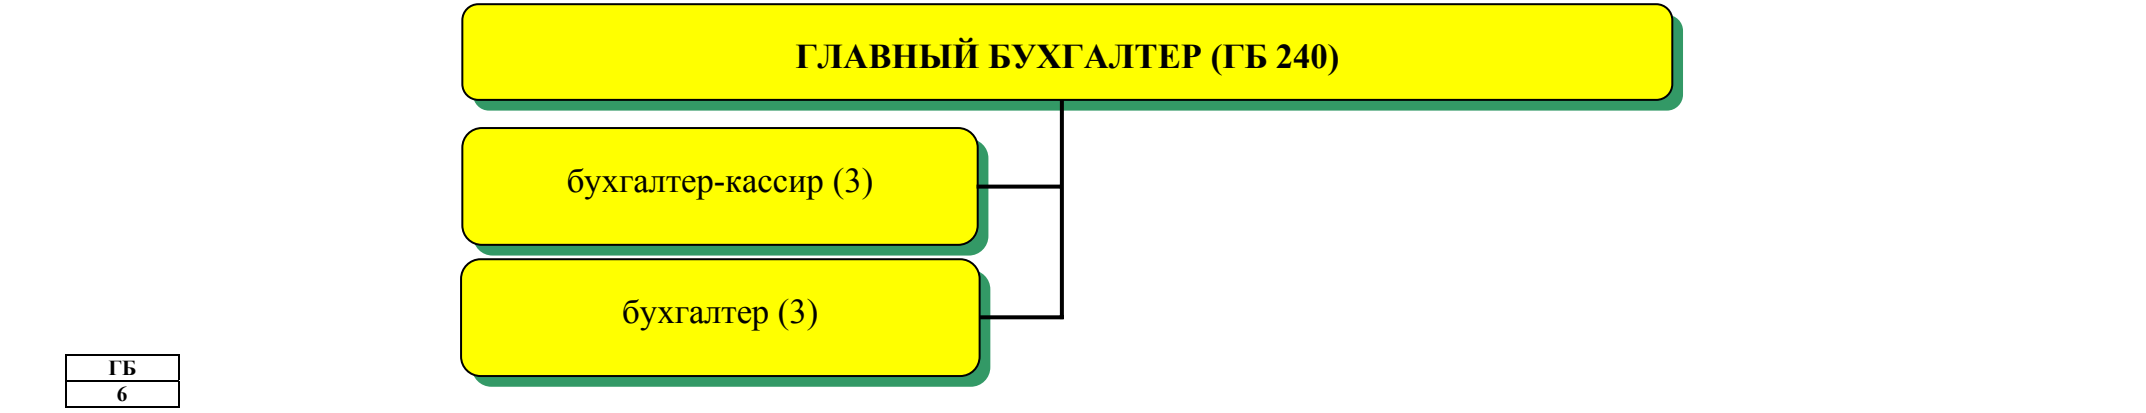 ГЛАВНЫЙ БУХГАЛТЕР (ГБ 240)
бухгалтер-кассир (3)
бухгалтер (3)
ГБ
6